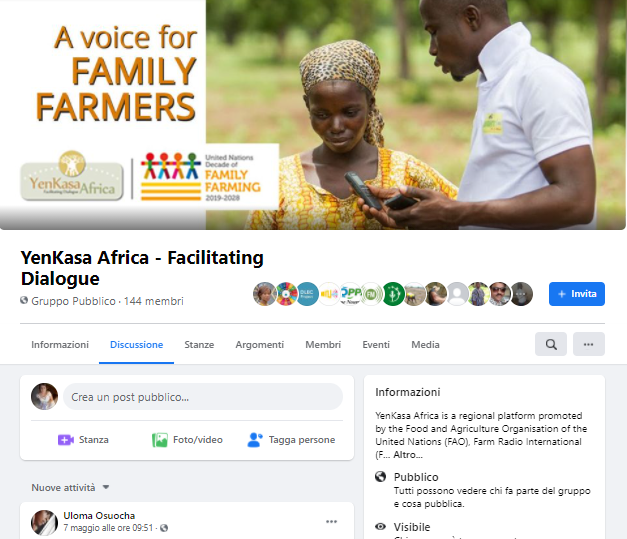 A voice for
FAMILY
FARMERS
YenKasa Africa
Facilitating Dialogue
United Nations
Decade of
FAMILY
FARMING
2019-2028
YenKasa Africa - Facilitating
Dialogue
Gruppo Pubblico · 144 membri
+ Invita
Informazioni
Discussione
Stanze
Argomenti
Membri
Eventi
Media
Crea un post pubblico...
Stanza
Foto/video
Tagga persone
Nuove attività
Uloma Osuocha
7 maggio alle ore 09:51 ·
Informazioni
YenKasa Africa is a regional platform promoted
by the Food and Agriculture Organisation of the
United Nations (FAO), Farm Radio International
(F... Altro...
Pubblico
Tutti possono vedere chi fa parte del gruppo
e cosa pubblica.
Visibile